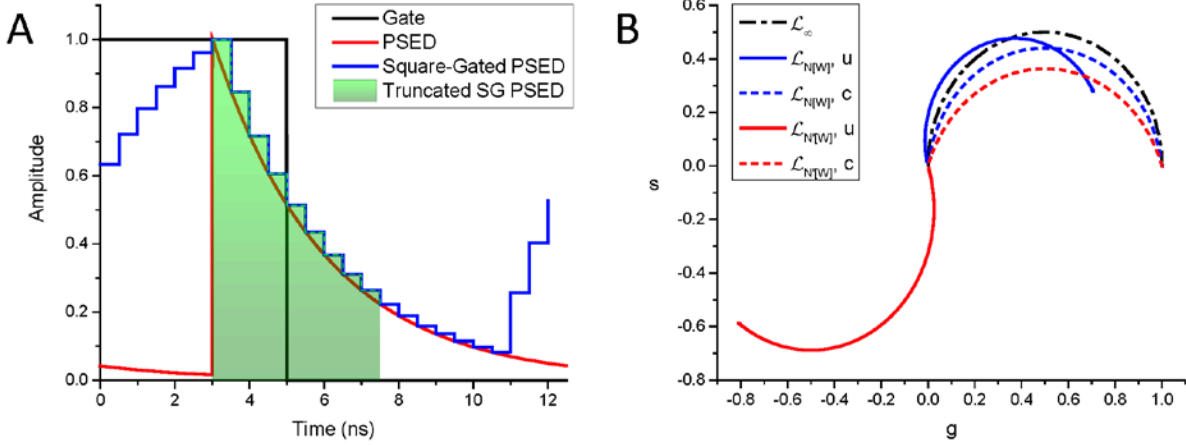 A
Gate
PSED
Square-Gated PSED
Truncated SG PSED
1.0
0.8
0.6
0.4
0.2
0.0
Amplitude
0 2 4 6 8 10 12
Time (ns)
B
ℒ∞
ℒN[W], u
ℒN[W], c
ℒN'[W], u
ℒN'[W], c
0.6
0.4
0.2
0.0
-0.2
-0.4
-0.6
-0.8
s
-0.8 -0.6 -0.4 -0.2 0.0 0.2 0.4 0.6 0.8 1.0
g